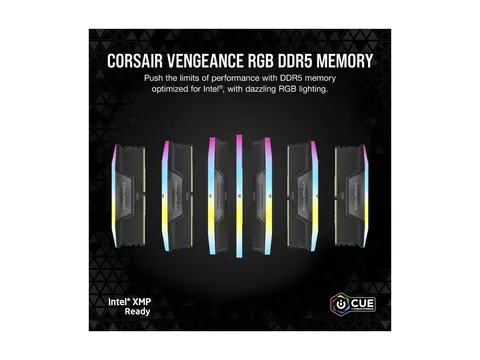 CORSAIR VENGEANCE RGB DDR5 MEMORY
Push the limits of performance with DDR5 memory
optimized for Intel®, with dazzling RGB lighting.
Intel® XMP
Ready
iCUE